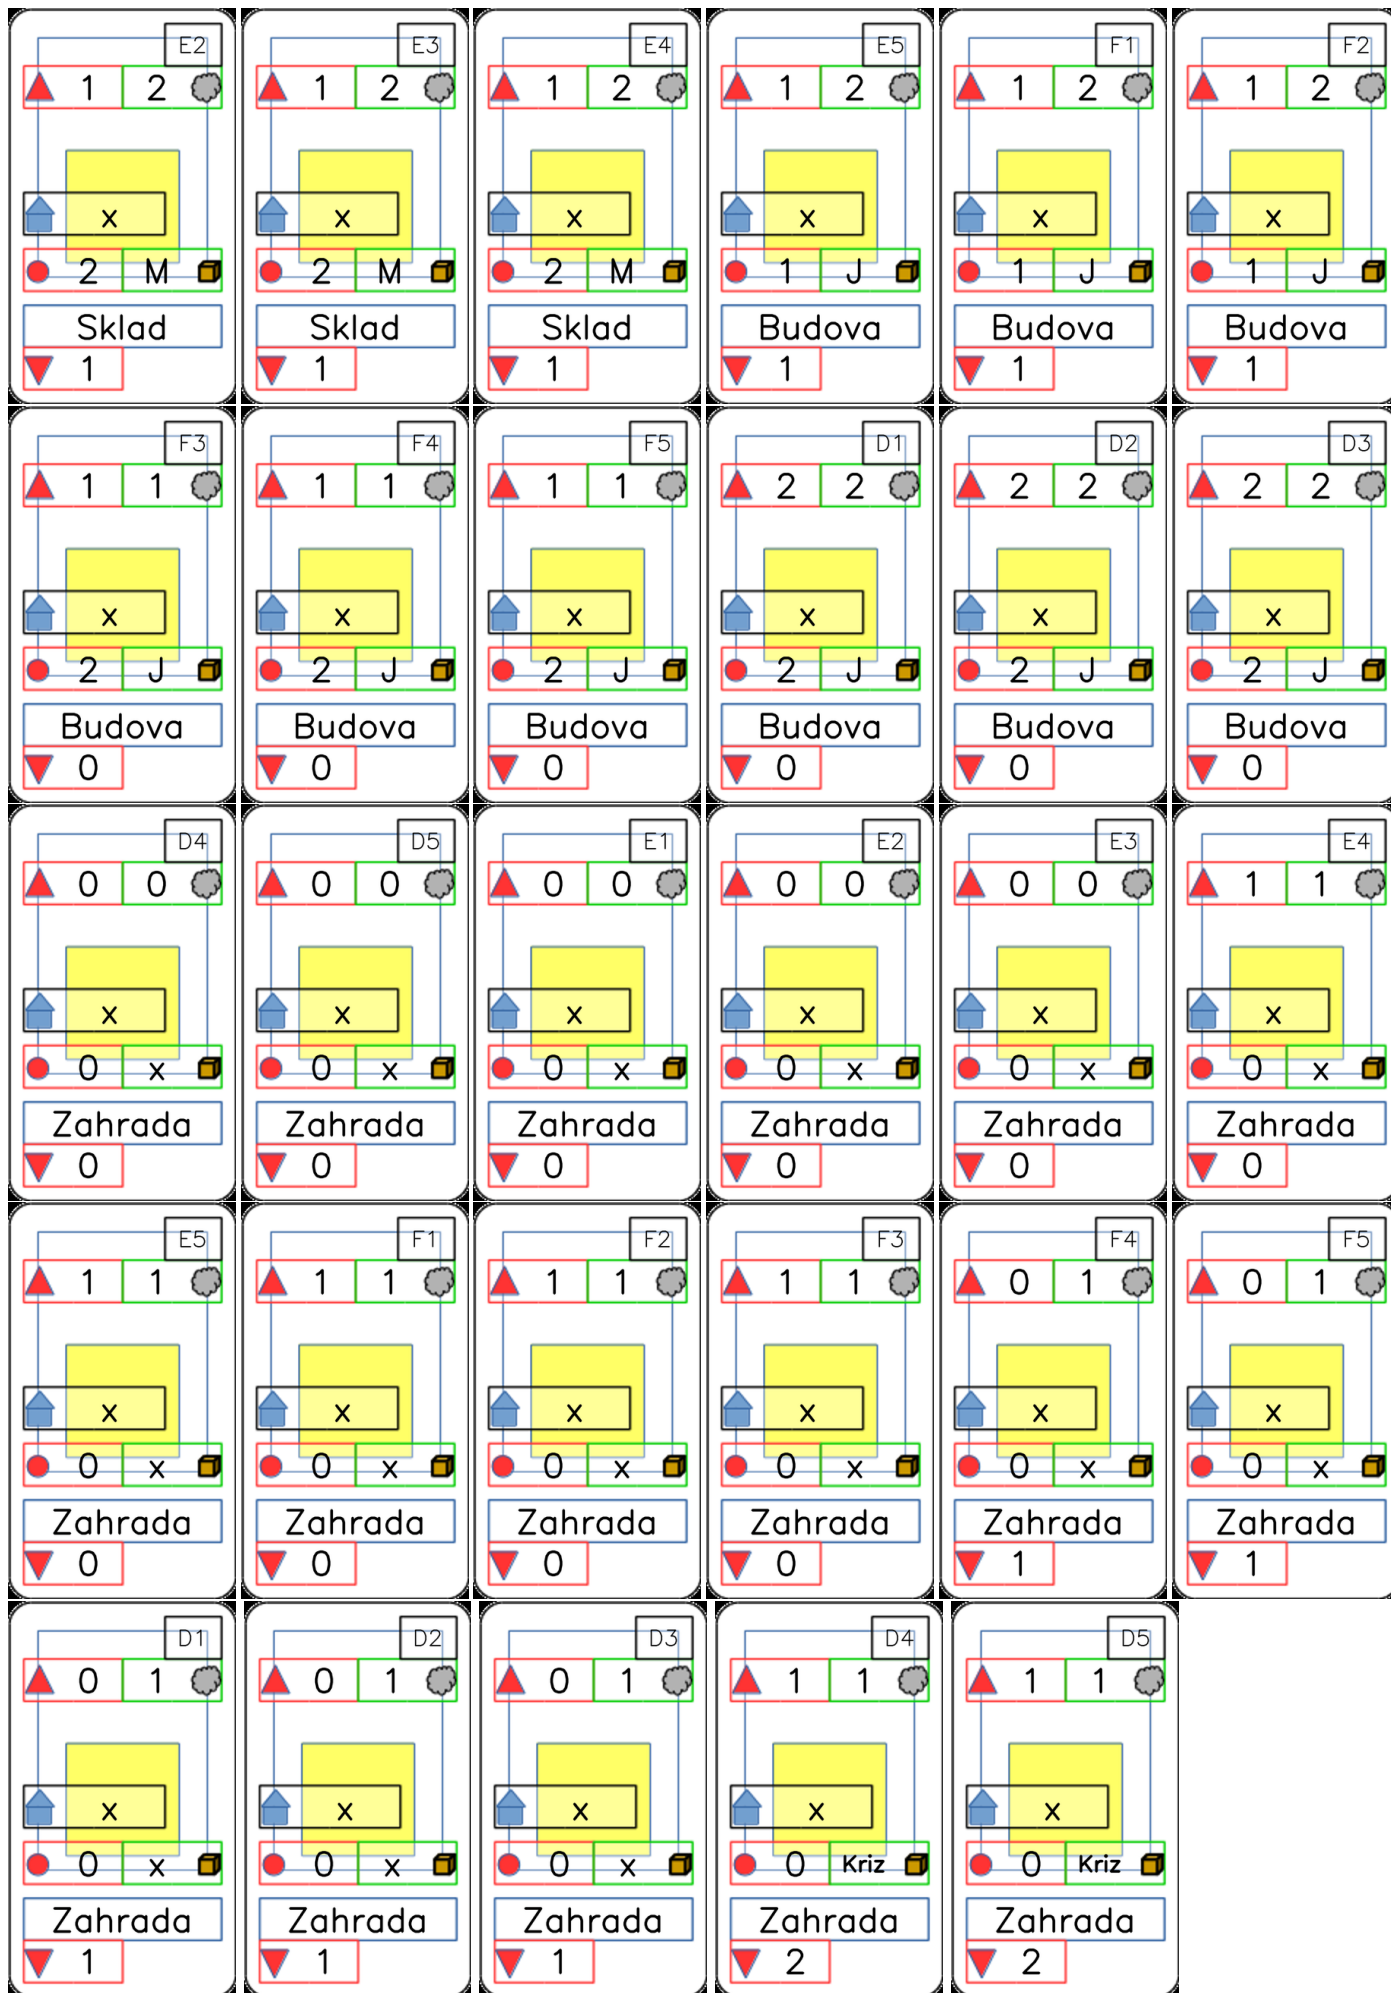 E2 E3 E4 E5 F1 F2
1 2 1 2 1 2 1 2 1 2 1 2
x x x x x x
2 M 2 M 2 M 1 J 1 J 1 J
Sklad Sklad Sklad Budova Budova Budova
1 1 1 1 1 1
F3 F4 F5 D1 D2 D3
1 1 1 1 1 1 2 2 2 2 2 2
x x x x x x
2 J 2 J 2 J 2 J 2 J 2 J
Budova Budova Budova Budova Budova Budova
0 0 0 0 0 0
D4 D5 E1 E2 E3 E4
0 0 0 0 0 0 0 0 0 0 1 1
x x x x x x
0 x 0 x 0 x 0 x 0 x 0 x
Zahrada Zahrada Zahrada Zahrada Zahrada Zahrada
0 0 0 0 0 0
E5 F1 F2 F3 F4 F5
1 1 1 1 1 1 1 1 0 1 0 1
x x x x x x
0 x 0 x 0 x 0 x 0 x 0 x
Zahrada Zahrada Zahrada Zahrada Zahrada Zahrada
0 0 0 0 1 1
D1 D2 D3 D4 D5
0 1 0 1 0 1 1 1 1 1
x x x x x
0 x 0 x 0 x 0 Kriz 0 Kriz
Zahrada Zahrada Zahrada Zahrada Zahrada
1 1 1 2 2